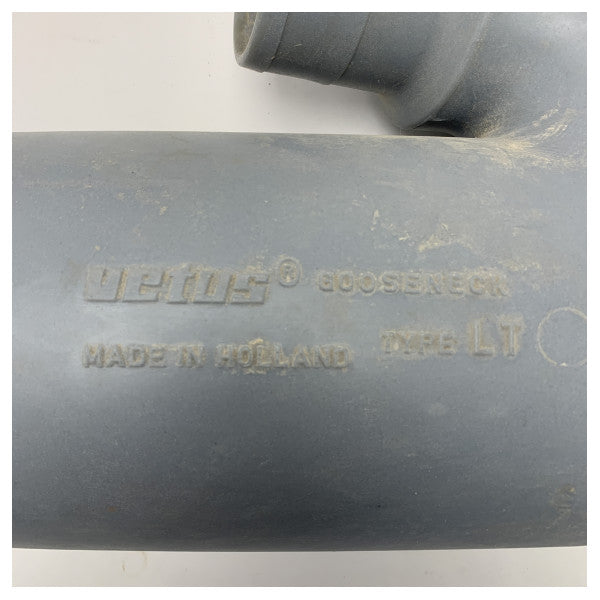 vetus® GOOSENECK
MADE IN HOLLAND TYPE LT